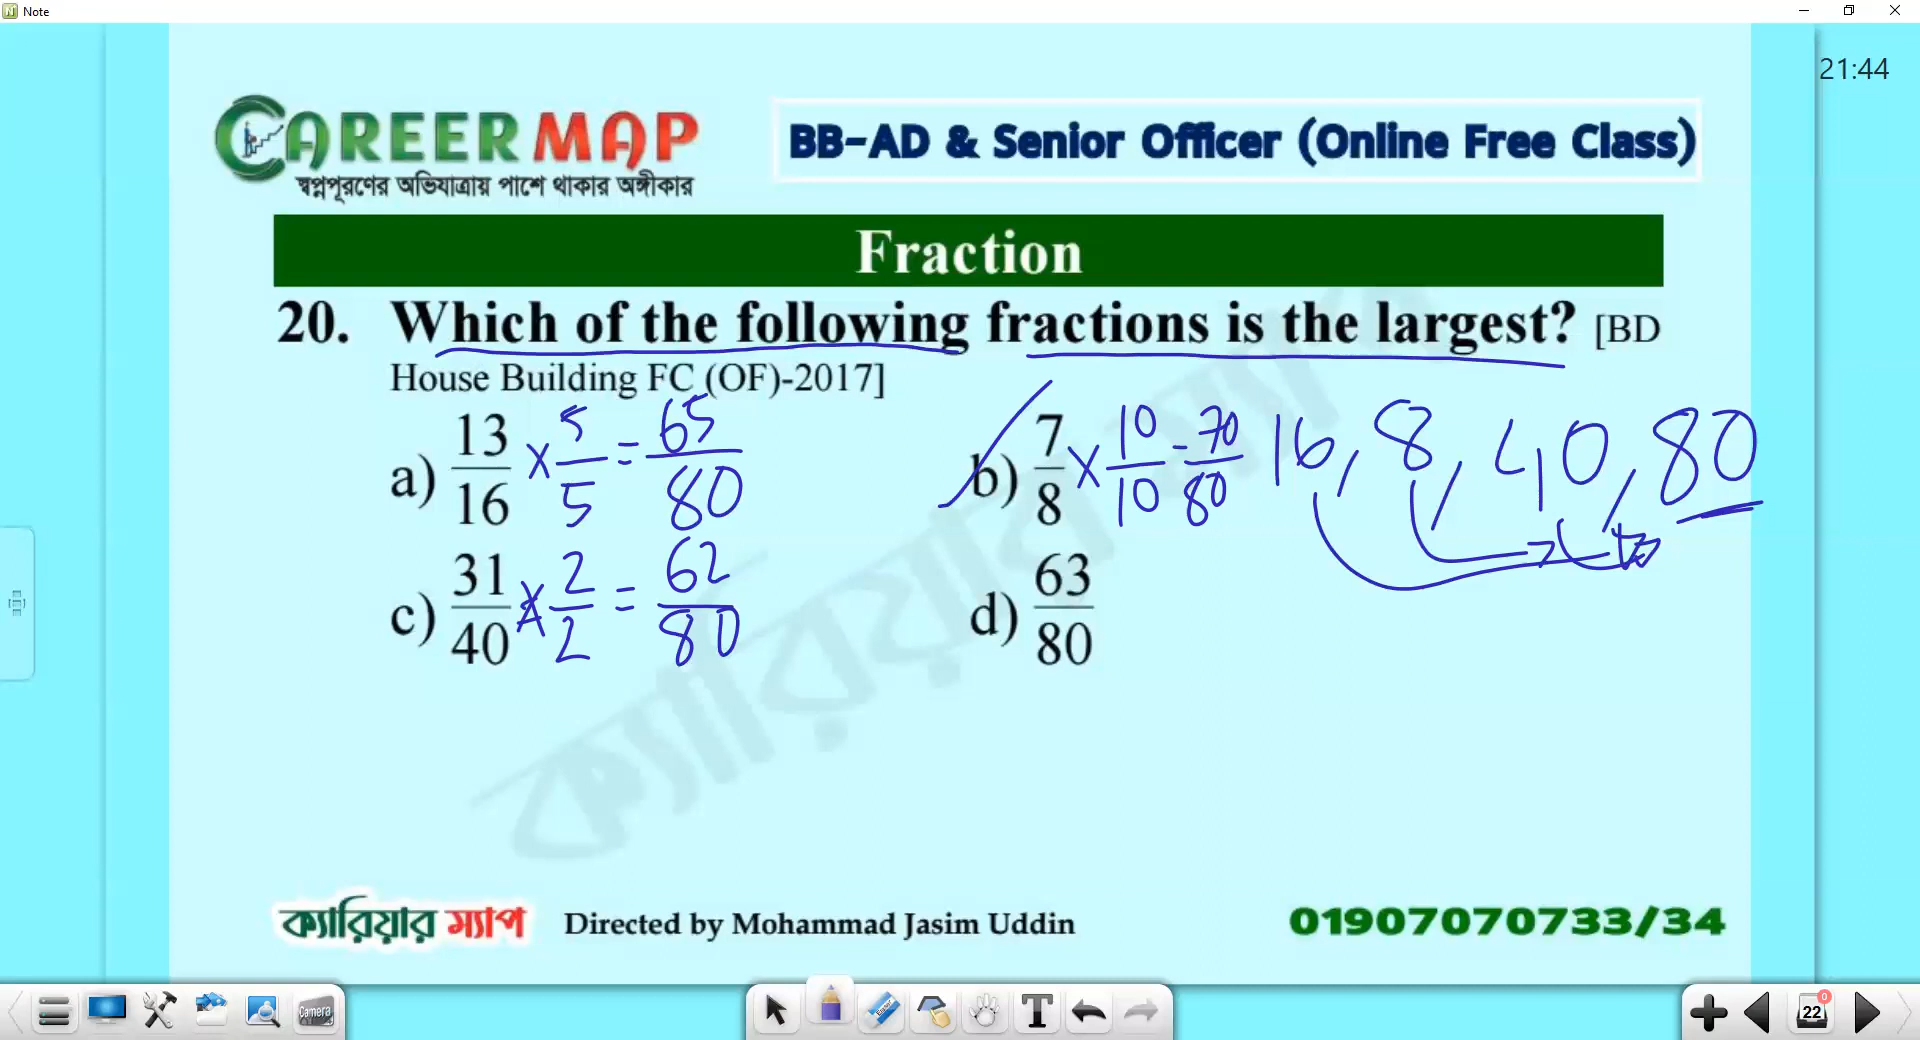 Note
21:44
CAREER MAP
স্বপ্নপূরণের অভিযাত্রায় পাশে থাকার অঙ্গীকার
BB-AD & Senior Officer (Online Free Class)
Fraction
20. Which of the following fractions is the largest? [BD
House Building FC (OF)-2017]
a) 13/16 × 5/5 = 65/80
b) 7/8 × 10/10 = 70/80 16, 8, 40, 80
c) 31/40 × 2/2 = 62/80
d) 63/80
ক্যারিয়ার ম্যাপ
ক্যারিয়ার ম্যাপ Directed by Mohammad Jasim Uddin 01907070733/34
Camera
T
22
0